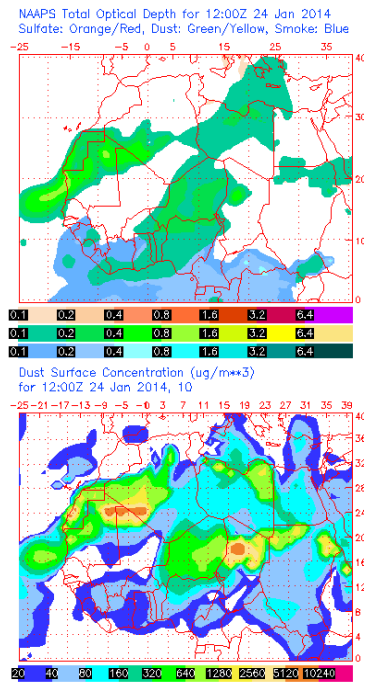 NAAPS Total Optical Depth for 12:00Z 24 Jan 2014
Sulfate: Orange/Red, Dust: Green/Yellow, Smoke: Blue
-25 -15 -5 5 15 25 35
40
30
20
10
0
0.1 0.2 0.4 0.8 1.6 3.2 6.4
0.1 0.2 0.4 0.8 1.6 3.2 6.4
0.1 0.2 0.4 0.8 1.6 3.2 6.4
Dust Surface Concentration (ug/m**3)
for 12:00Z 24 Jan 2014, 10
-25 -21 -17 -13 -9 -5 -1 0 3 7 11 15 19 23 27 31 35 39
40
36
32
28
24
20
16
12
8
4
0
20 40 80 160 320 640 1280 2560 5120 10240